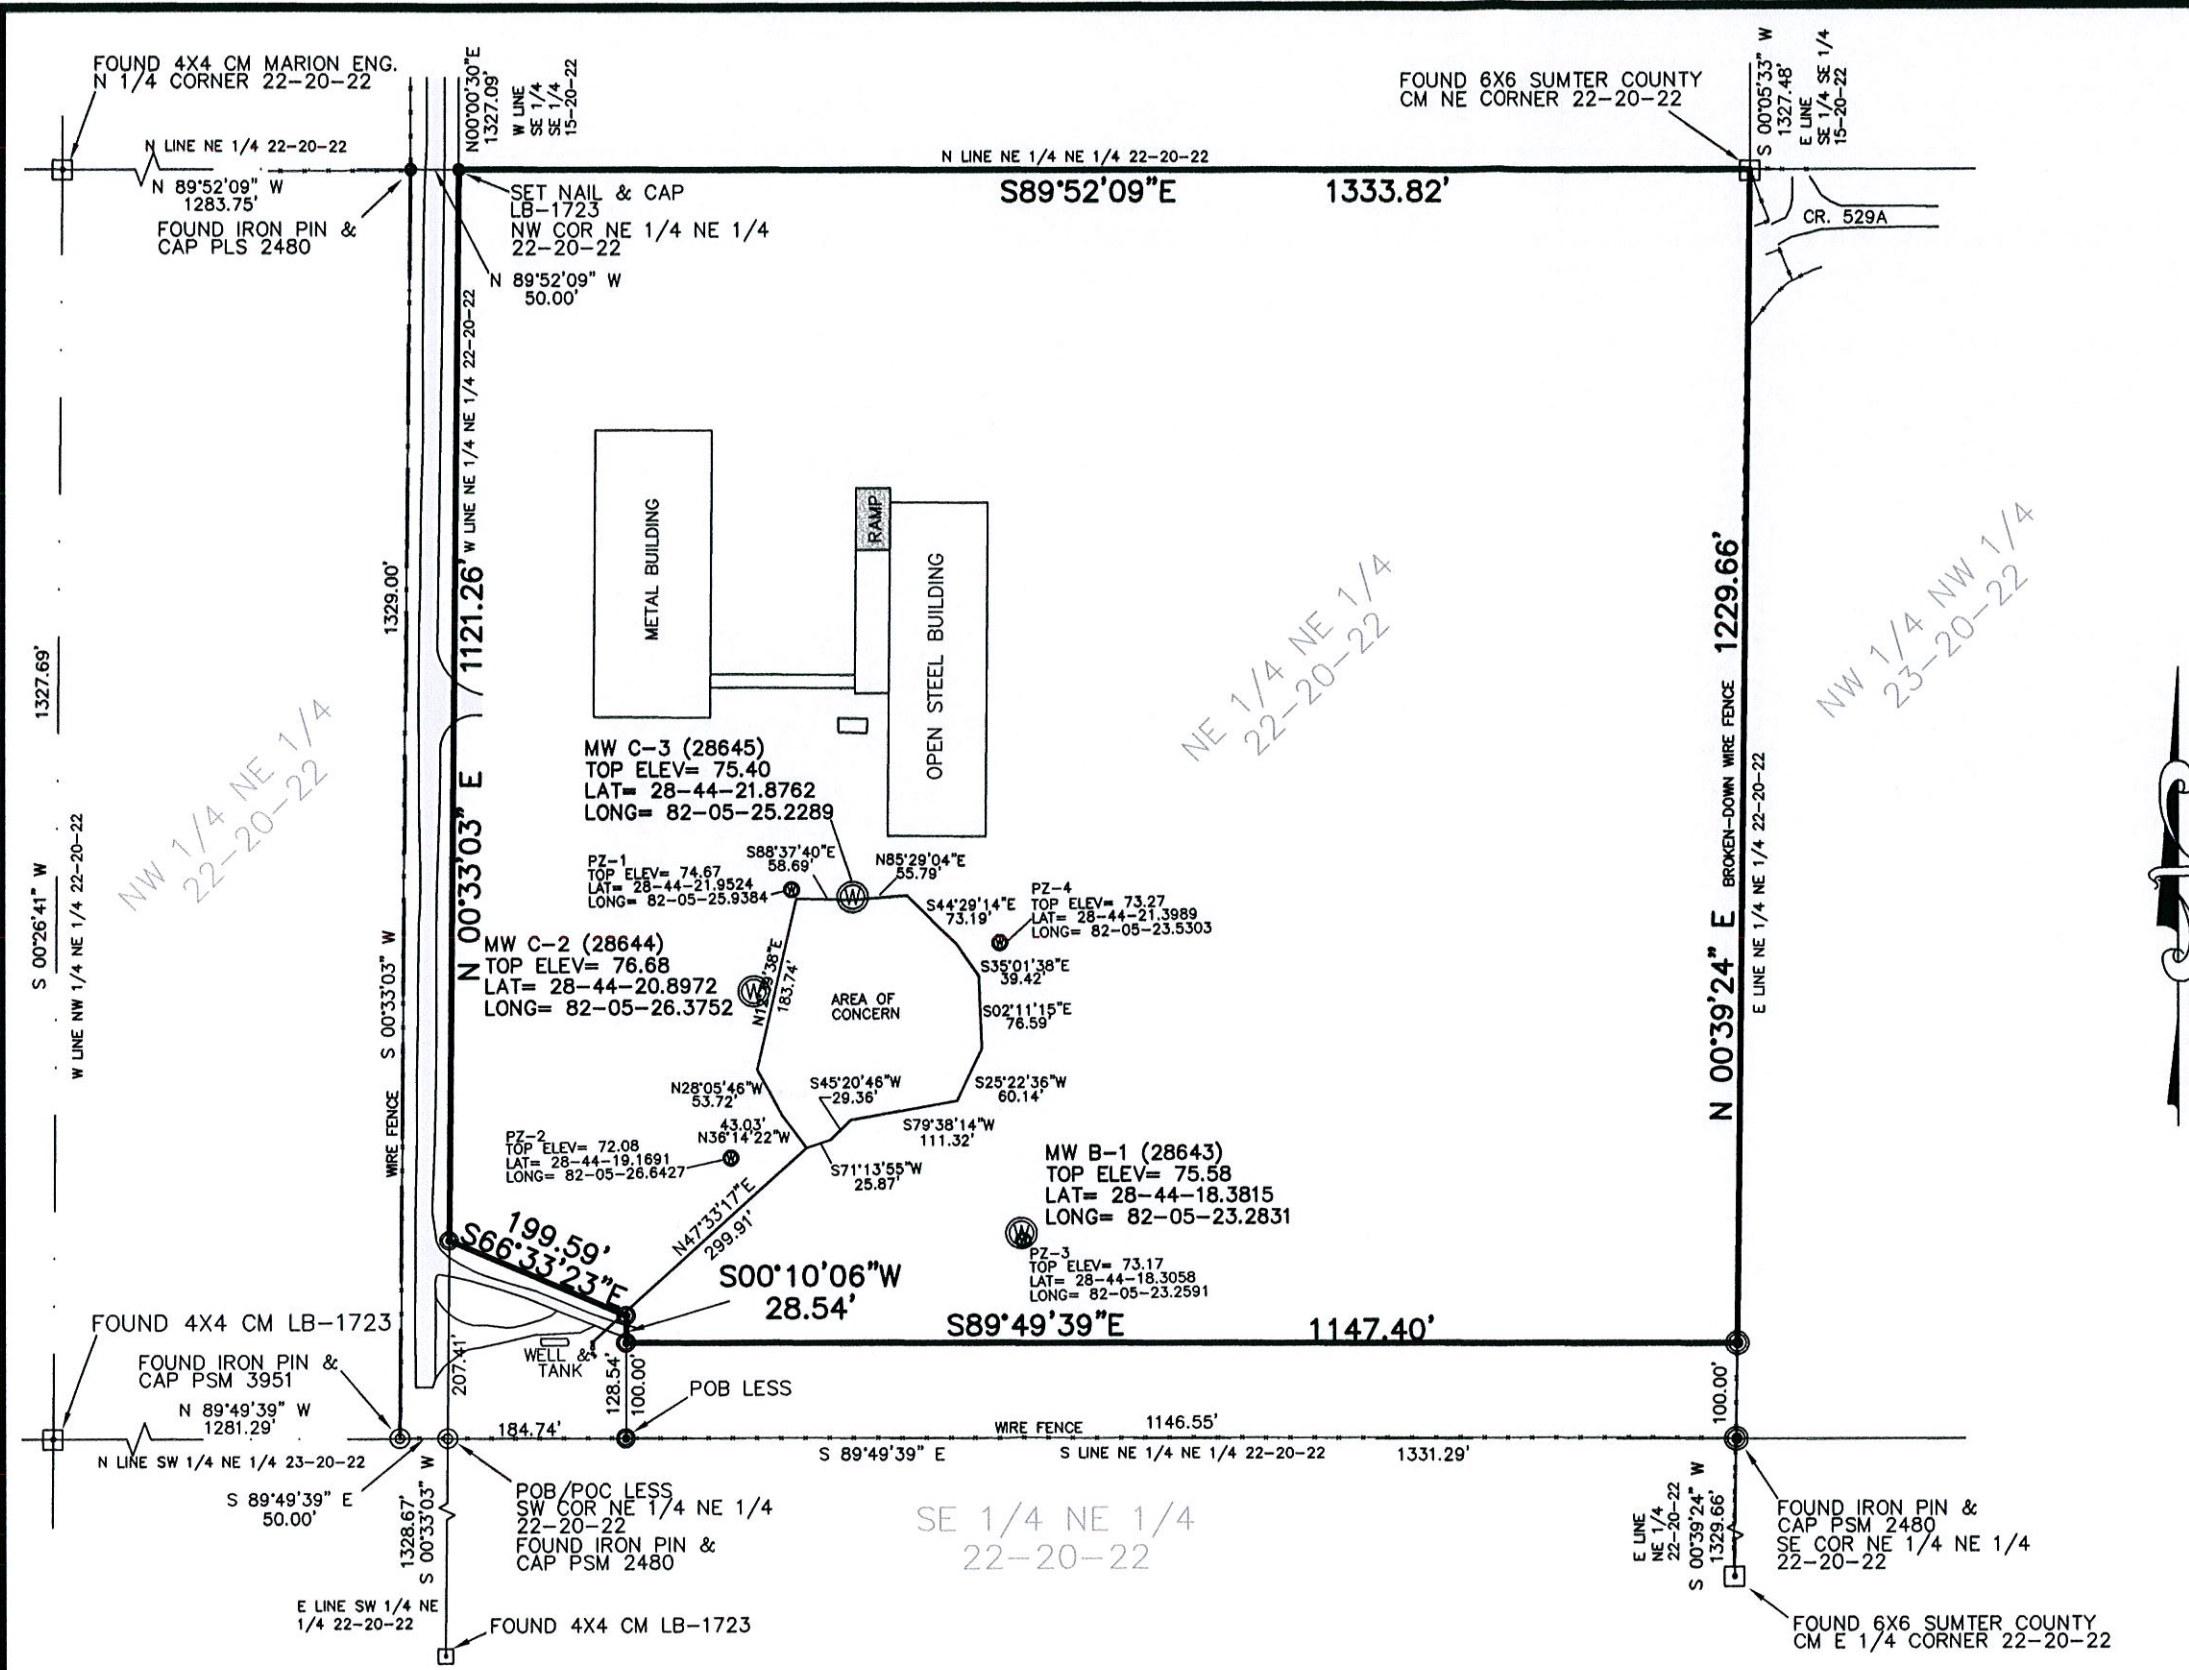 FOUND 4X4 CM MARION ENG.
N 1/4 CORNER 22-20-22
N LINE NE 1/4 22-20-22
N 89°52'09" W
1283.75'
FOUND IRON PIN &
CAP PLS 2480
N00°00'30"E
1327.09'
W LINE
SE 1/4
SE 1/4
15-20-22
SET NAIL & CAP
LB-1723
NW COR NE 1/4 NE 1/4
22-20-22
N 89°52'09" W
50.00'
N LINE NE 1/4 NE 1/4 22-20-22
S89°52'09"E 1333.82'
FOUND 6X6 SUMTER COUNTY
CM NE CORNER 22-20-22
S 00°05'33" W
1327.48'
E LINE
SE 1/4 SE 1/4
15-20-22
CR. 529A
1327.69'
S 00°26'41" W
W LINE NW 1/4 NE 1/4 22-20-22
NW 1/4 NE 1/4
22-20-22
1329.00'
S 00°33'03" W
WIRE FENCE
W LINE NE 1/4 NE 1/4 22-20-22
1121.26'
N 00°33'03" E
METAL BUILDING
RAMP
OPEN STEEL BUILDING
NE 1/4 NE 1/4
22-20-22
1229.66'
BROKEN-DOWN WIRE FENCE
N 00°39'24" E
E LINE NE 1/4 NE 1/4 22-20-22
NW 1/4 NW 1/4
23-20-22
MW C-3 (28645)
TOP ELEV= 75.40
LAT= 28-44-21.8762
LONG= 82-05-25.2289
PZ-1
TOP ELEV= 74.67
LAT= 28-44-21.9524
LONG= 82-05-25.9384
S88°37'40"E
58.69'
N85°29'04"E
55.79'
S44°29'14"E
73.19'
PZ-4
TOP ELEV= 73.27
LAT= 28-44-21.3989
LONG= 82-05-23.5303
MW C-2 (28644)
TOP ELEV= 76.68
LAT= 28-44-20.8972
LONG= 82-05-26.3752
183.74'
AREA OF
CONCERN
S35°01'38"E
39.42'
S02°11'15"E
76.59'
S25°22'36"W
60.14'
N28°05'46"W
53.72'
S45°20'46"W
29.36'
43.03'
N36°14'22"W
S79°38'14"W
111.32'
S71°13'55"W
25.87'
PZ-2
TOP ELEV= 72.08
LAT= 28-44-19.1691
LONG= 82-05-26.6427
MW B-1 (28643)
TOP ELEV= 75.58
LAT= 28-44-18.3815
LONG= 82-05-23.2831
PZ-3
TOP ELEV= 73.17
LAT= 28-44-18.3058
LONG= 82-05-23.2591
N47°33'17"E
299.91'
199.59'
S66°33'23"E
S00°10'06"W
28.54'
S89°49'39"E 1147.40'
FOUND 4X4 CM LB-1723
FOUND IRON PIN &
CAP PSM 3951
N 89°49'39" W
1281.29'
N LINE SW 1/4 NE 1/4 23-20-22
S 89°49'39" E
50.00'
207.41'
WELL &
TANK
128.54'
100.00'
POB LESS
184.74'
WIRE FENCE 1146.55'
S 89°49'39" E S LINE NE 1/4 NE 1/4 22-20-22 1331.29'
100.00'
POB/POC LESS
SW COR NE 1/4 NE 1/4
22-20-22
FOUND IRON PIN &
CAP PSM 2480
1328.67'
S 00°33'03" W
E LINE SW 1/4 NE
1/4 22-20-22
FOUND 4X4 CM LB-1723
SE 1/4 NE 1/4
22-20-22
E LINE
NE 1/4
22-20-22
S 00°39'24" W
1329.66'
FOUND IRON PIN &
CAP PSM 2480
SE COR NE 1/4 NE 1/4
22-20-22
FOUND 6X6 SUMTER COUNTY
CM E 1/4 CORNER 22-20-22